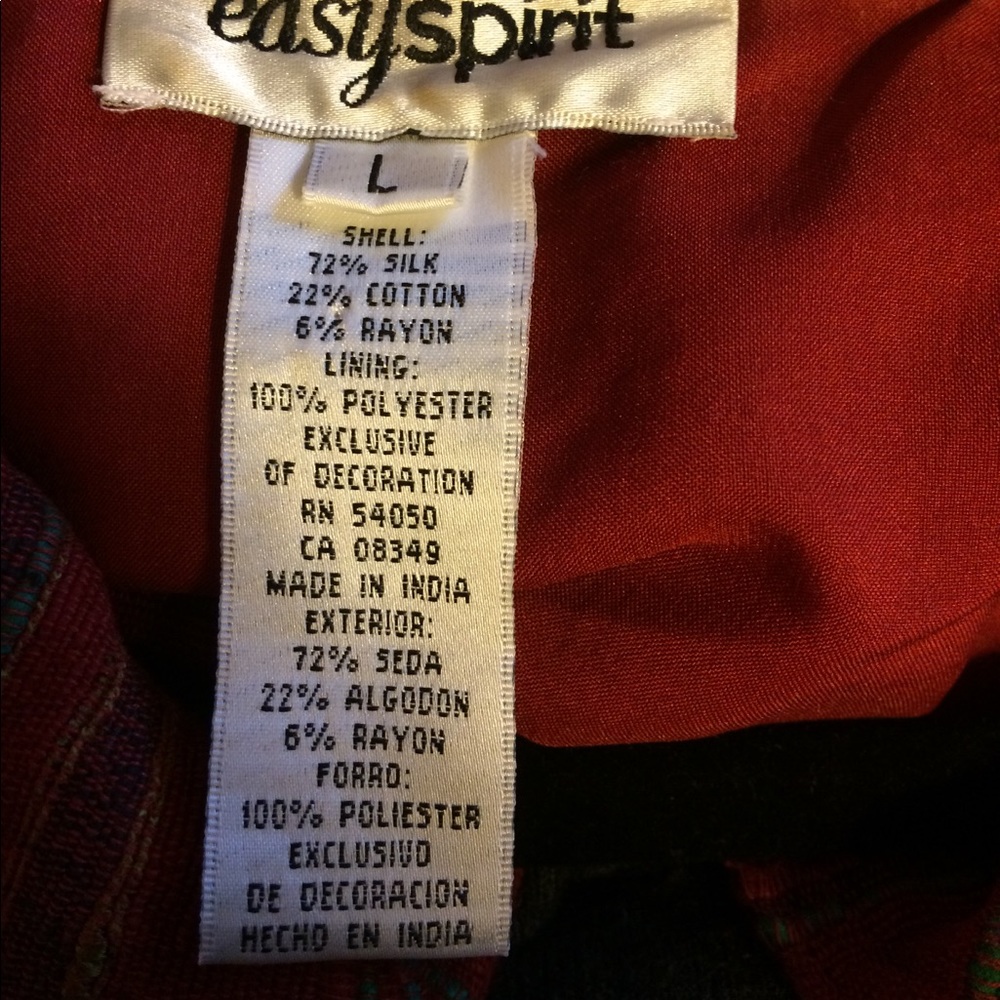 easyspirit
L
SHELL:
72% SILK
22% COTTON
6% RAYON
LINING:
100% POLYESTER
EXCLUSIVE
OF DECORATION
RN 54050
CA 08349
MADE IN INDIA
EXTERIOR:
72% SEDA
22% ALGODON
6% RAYON
FORRO:
100% POLIESTER
EXCLUSIVO
DE DECORACION
HECHO EN INDIA